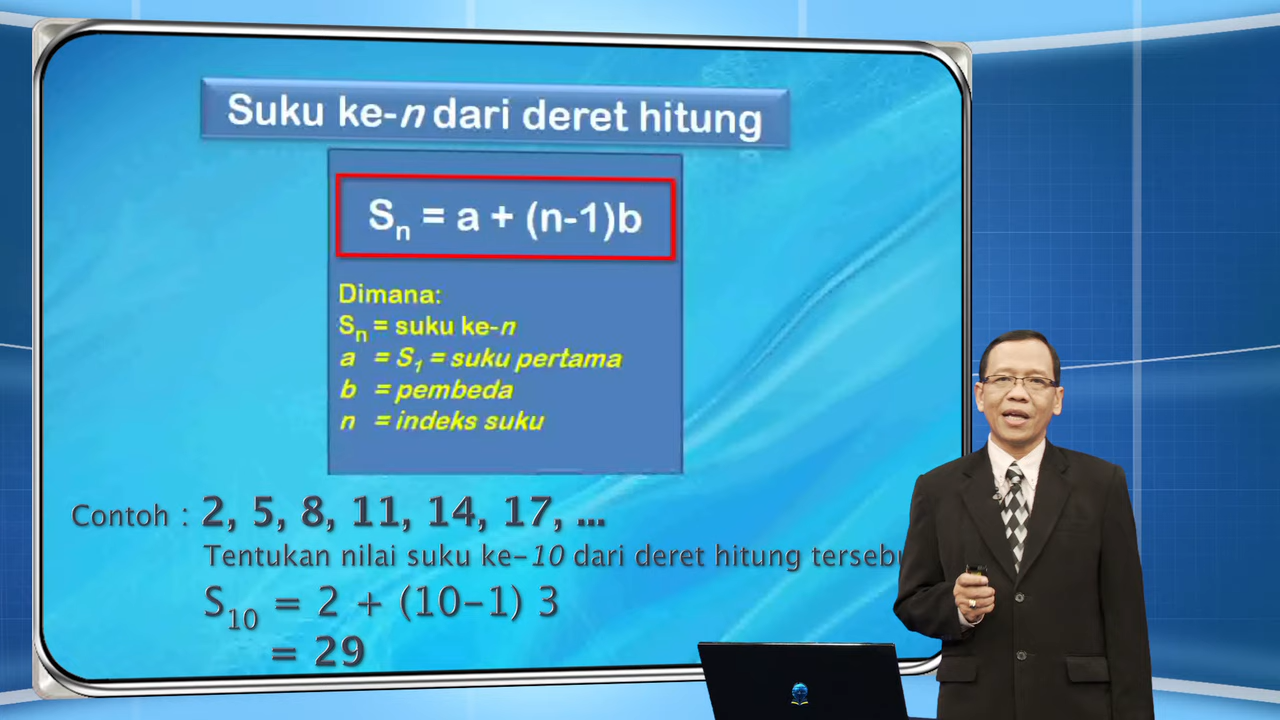 Suku ke-n dari deret hitung
Sn = a + (n-1)b
Dimana:
Sn = suku ke-n
a = S1 = suku pertama
b = pembeda
n = indeks suku
Contoh : 2, 5, 8, 11, 14, 17, ...
Tentukan nilai suku ke-10 dari deret hitung tersebu
S10 = 2 + (10-1) 3
= 29